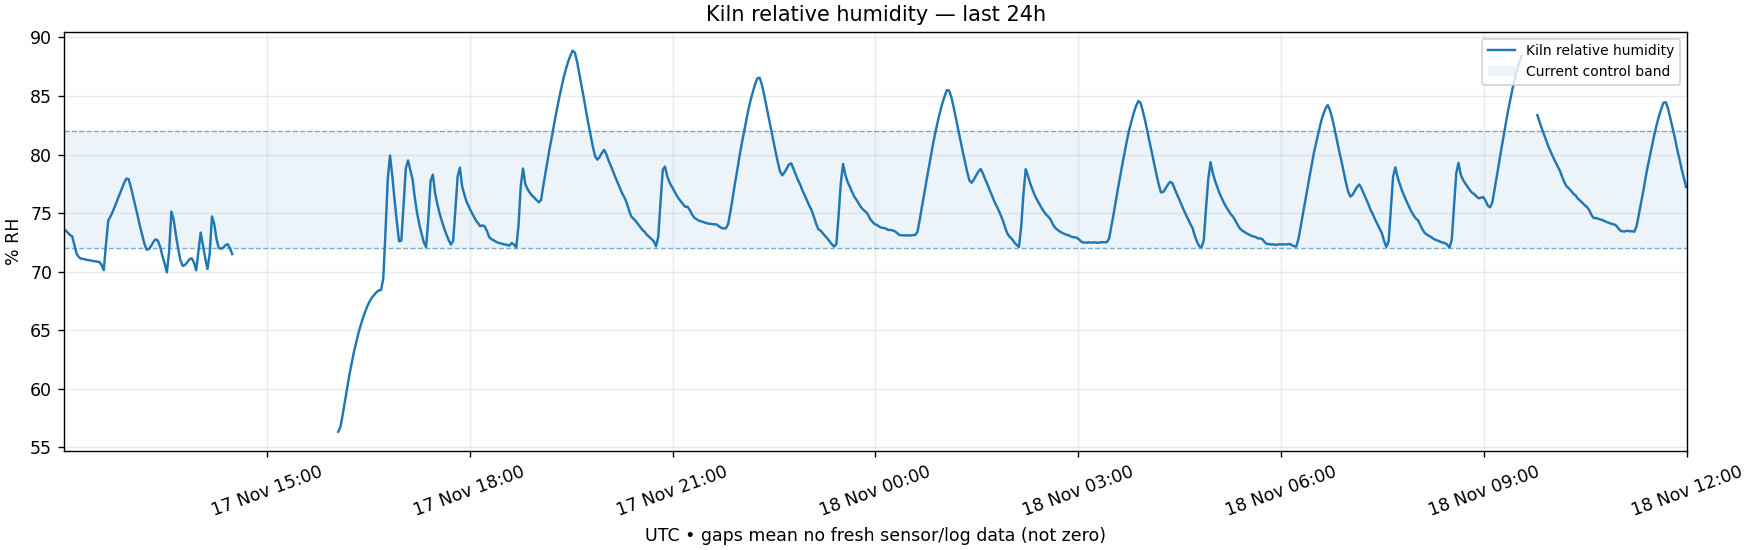 Kiln relative humidity — last 24h
Kiln relative humidity
Current control band
% RH
90
85
80
75
70
65
60
55
17 Nov 15:00
17 Nov 18:00
17 Nov 21:00
18 Nov 00:00
18 Nov 03:00
18 Nov 06:00
18 Nov 09:00
18 Nov 12:00
UTC • gaps mean no fresh sensor/log data (not zero)